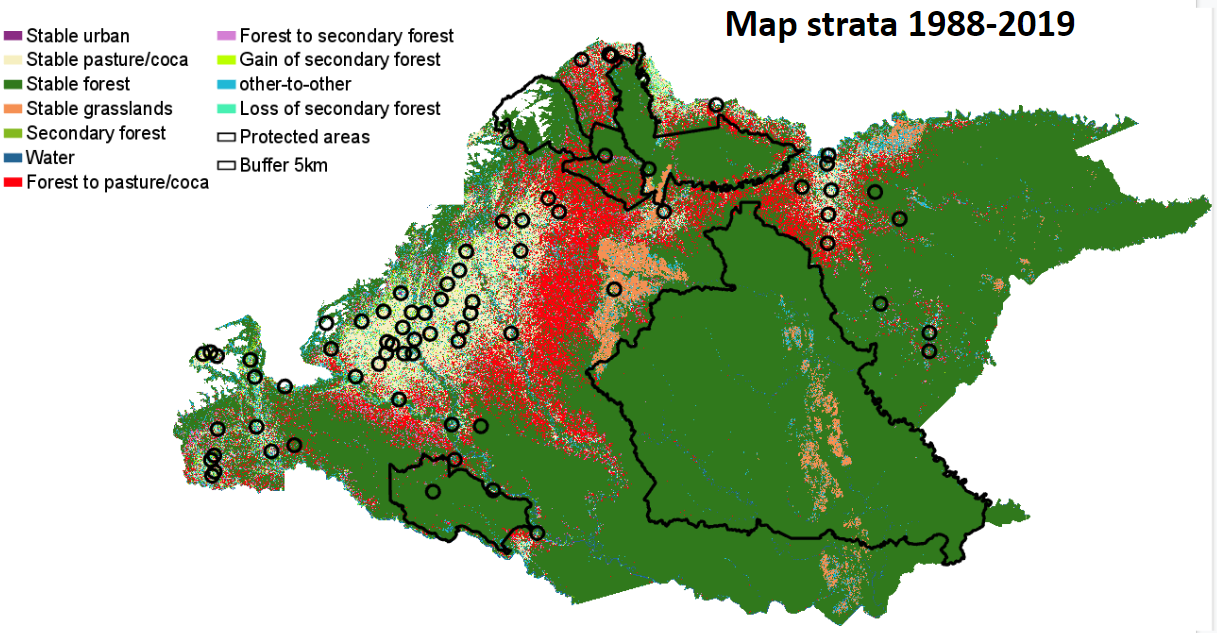 Map strata 1988-2019
Stable urban
Stable pasture/coca
Stable forest
Stable grasslands
Secondary forest
Water
Forest to pasture/coca
Forest to secondary forest
Gain of secondary forest
other-to-other
Loss of secondary forest
Protected areas
Buffer 5km